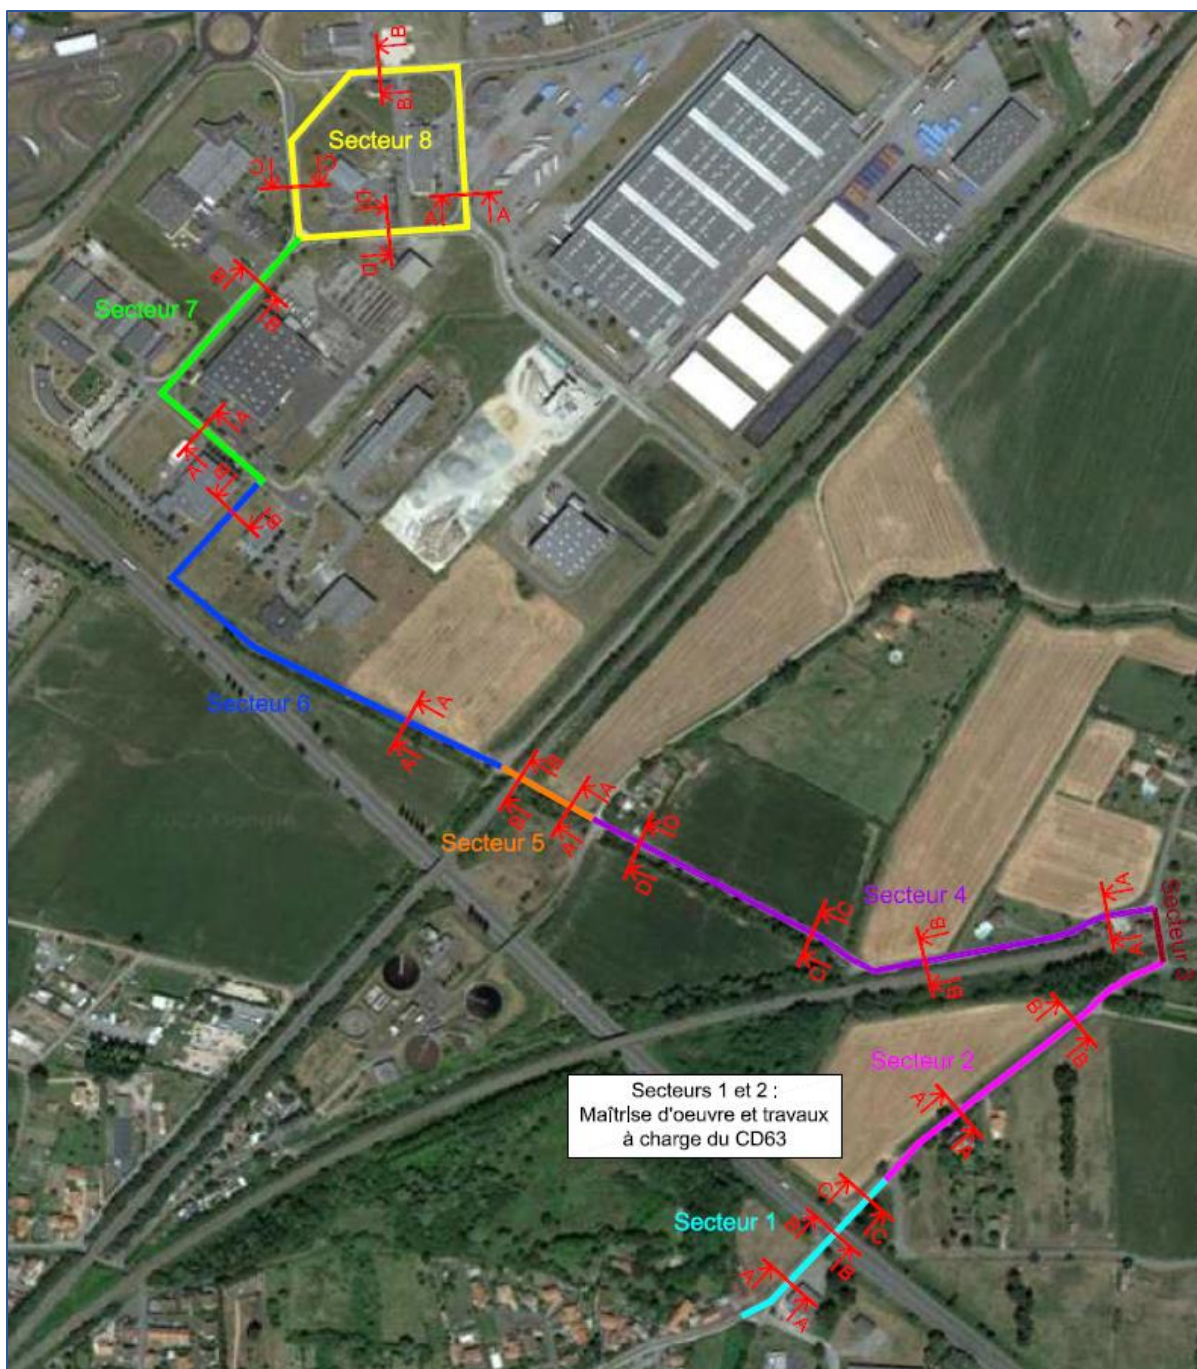 B
B
Secteur 8
C
C
D
A
A
D
B
Secteur 7
B
A
A
B
B
A
Secteur 6
A
B
A
B
Secteur 5
A
D
D
Secteur 4
A
C
B
A
Secteur 3
C
B
B
Secteur 2
B
A
Secteurs 1 et 2 :
Maîtrise d'oeuvre et travaux
à charge du CD63
A
C
Secteur 1
B
C
B
A
A